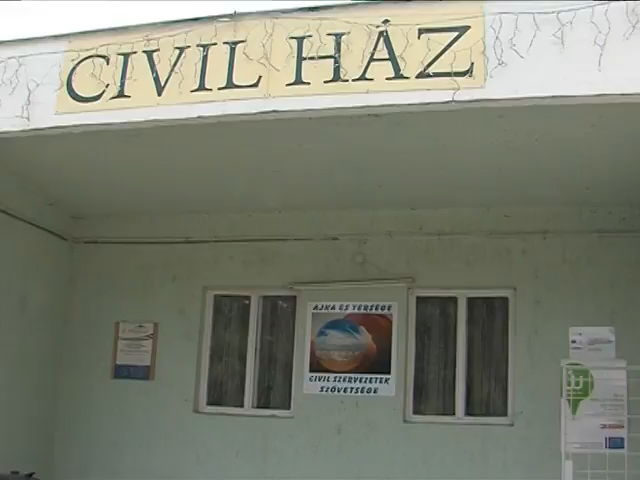 CIVIL HÁZ
AJKA ÉS TÉRSÉGE
CIVIL SZERVEZETEK
SZÖVETSÉGE